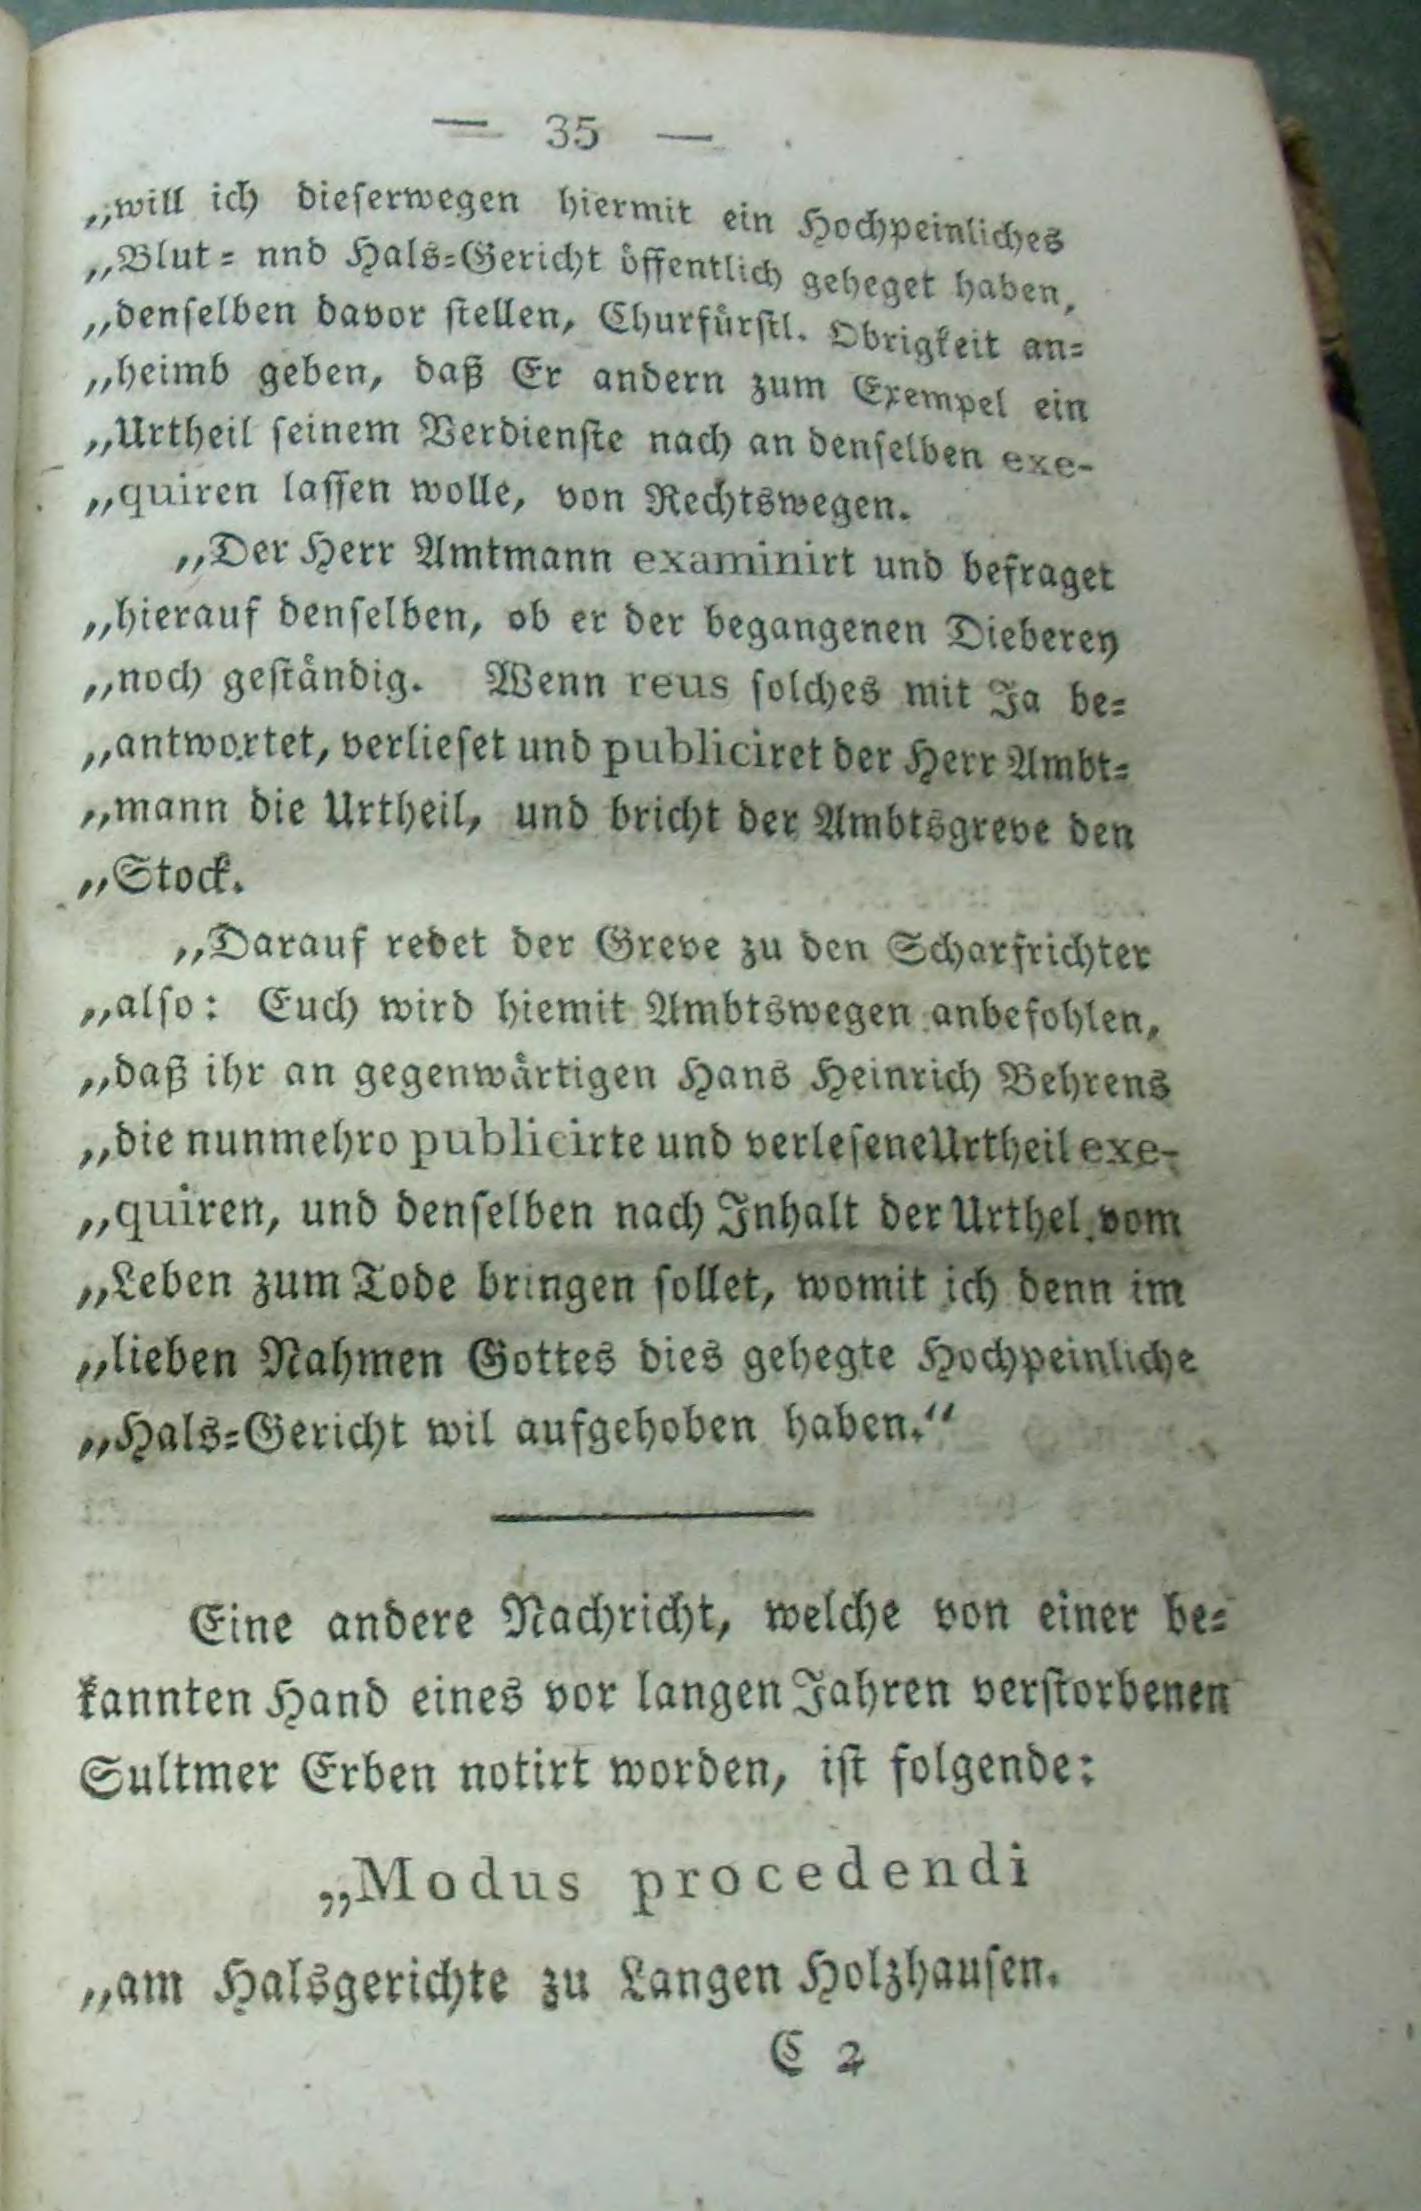 — 35 —
„will ich dieserwegen hiermit ein Hochpeinliches
„Blut- nnd Hals-Gericht öffentlich geheget haben,
„denselben davor stellen, Churfürstl. Obrigkeit an-
„heimb geben, daß Er andern zum Exempel ein
„Urtheil seinem Verdienste nach an denselben exe-
„quiren lassen wolle, von Rechtswegen.
„Der Herr Amtmann examinirt und befraget
„hierauf denselben, ob er der begangenen Dieberey
„noch geständig. Wenn reus solches mit Ja be-
„antwortet, verlieset und publiciret der Herr Ambt-
„mann die Urtheil, und bricht der Ambtsgreve den
„Stock.
„Darauf redet der Greve zu den Scharfrichter
„also: Euch wird hiemit Ambtswegen anbefohlen,
„daß ihr an gegenwärtigen Hans Heinrich Behrens
„die nunmehro publicirte und verlesene Urtheil exe-
„quiren, und denselben nach Inhalt der Urthel vom
„Leben zum Tode bringen sollet, womit ich denn im
„lieben Nahmen Gottes dies gehegte Hochpeinliche
„Hals-Gericht wil aufgehoben haben.“
Eine andere Nachricht, welche von einer be-
kannten Hand eines vor langen Jahren verstorbenen
Sultmer Erben notirt worden, ist folgende:
„Modus procedendi
„am Halsgerichte zu Langen Holzhausen.
C 2